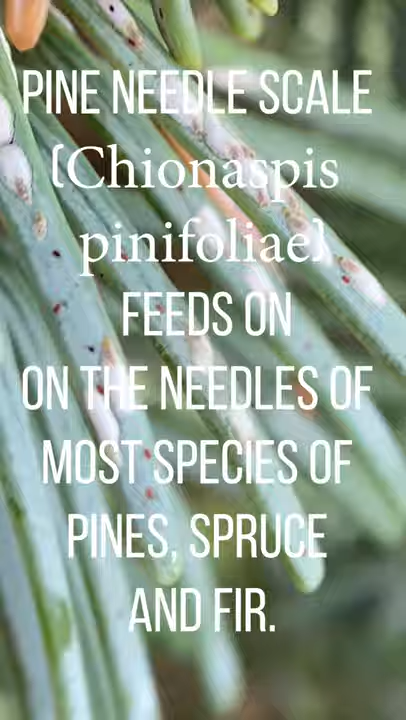 PINE NEEDLE SCALE
(Chionaspis
pinifoliae)
FEEDS ON
ON THE NEEDLES OF
MOST SPECIES OF
PINES, SPRUCE
AND FIR.